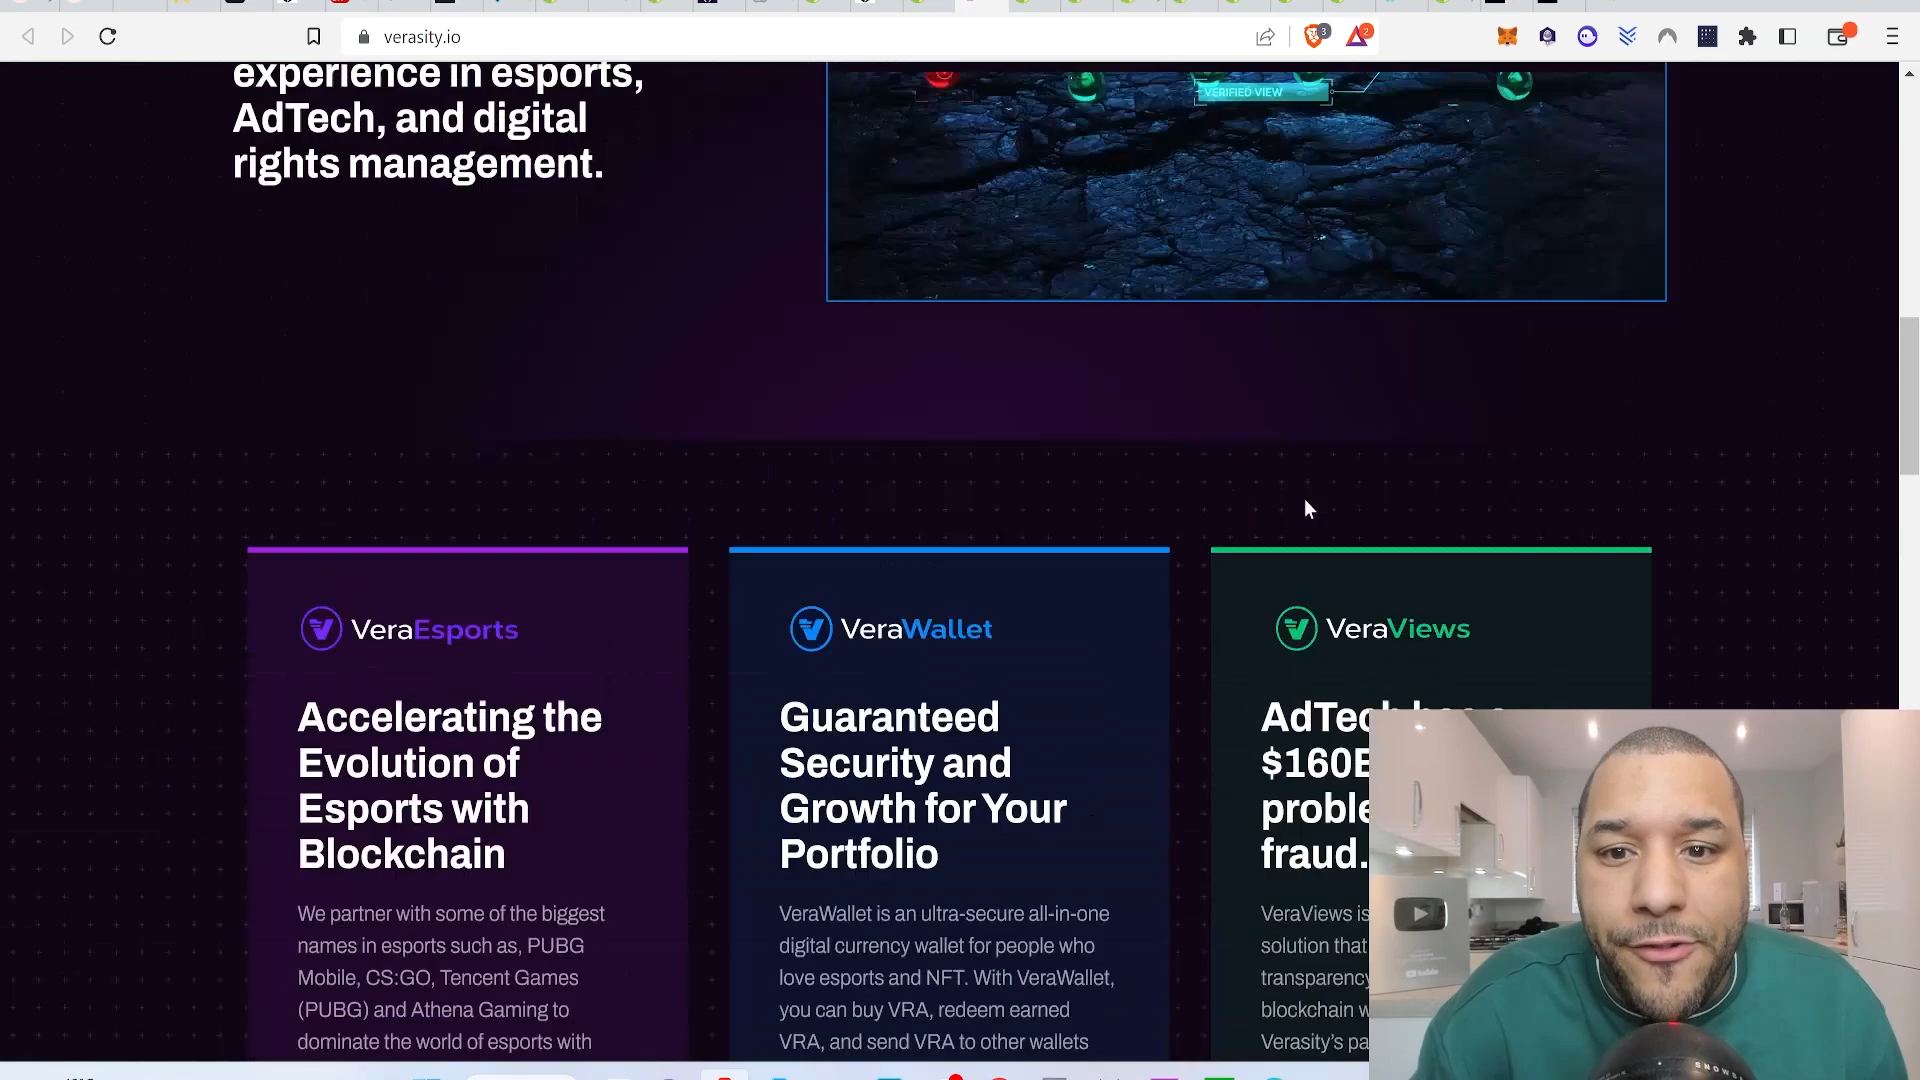 verasity.io
3
2
experience in esports,
AdTech, and digital
rights management.
VERIFIED VIEW
VeraEsports
Accelerating the
Evolution of
Esports with
Blockchain
We partner with some of the biggest
names in esports such as, PUBG
Mobile, CS:GO, Tencent Games
(PUBG) and Athena Gaming to
dominate the world of esports with
VeraWallet
Guaranteed
Security and
Growth for Your
Portfolio
VeraWallet is an ultra-secure all-in-one
digital currency wallet for people who
love esports and NFT. With VeraWallet,
you can buy VRA, redeem earned
VRA, and send VRA to other wallets
VeraViews
fraud.
VeraViews is
solution that
transparency
blockchain
Verasity's